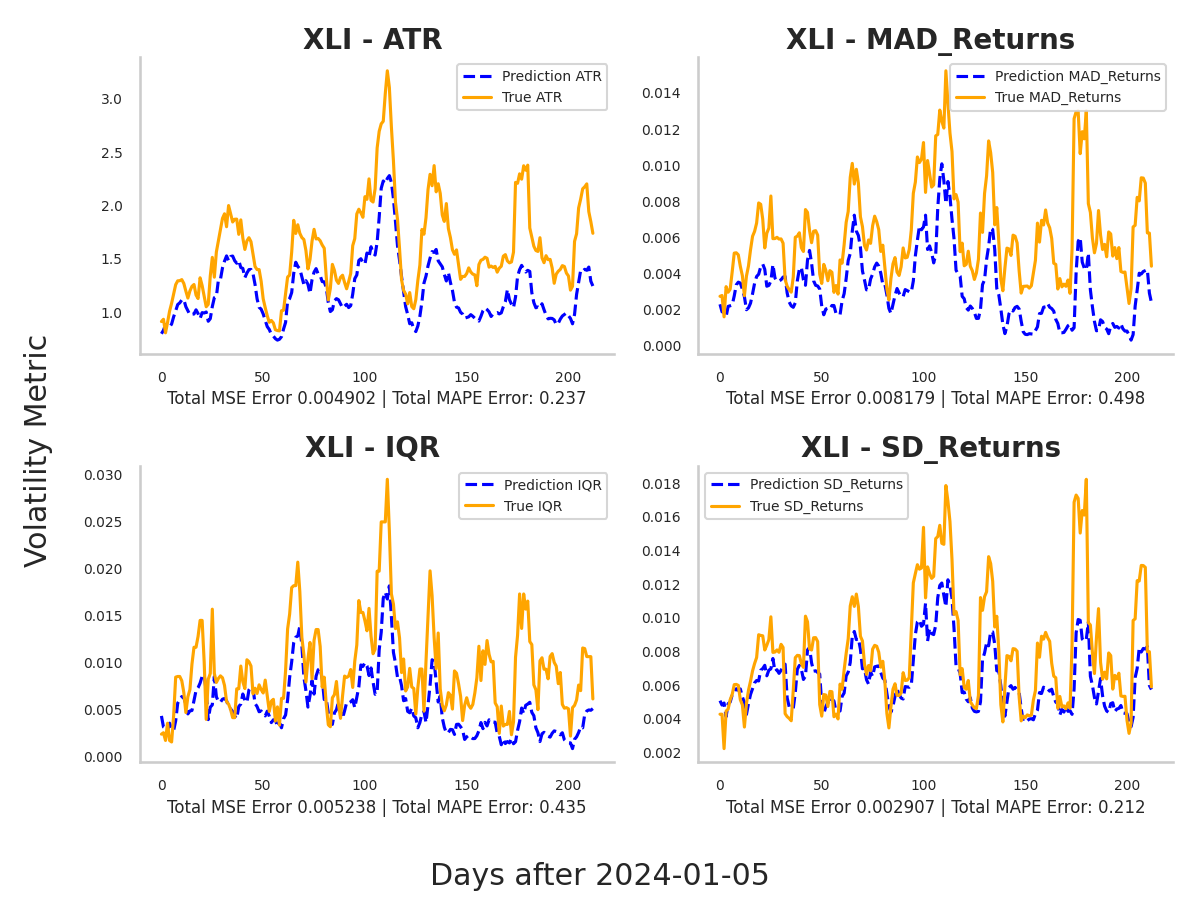 XLI - ATR
3.0
2.5
2.0
1.5
1.0
0
50
100
150
200
Prediction ATR
True ATR
Total MSE Error 0.004902 | Total MAPE Error: 0.237
XLI - MAD_Returns
0.014
0.012
0.010
0.008
0.006
0.004
0.002
0.000
0
50
100
150
200
Prediction MAD_Returns
True MAD_Returns
Total MSE Error 0.008179 | Total MAPE Error: 0.498
Volatility Metric
XLI - IQR
0.030
0.025
0.020
0.015
0.010
0.005
0.000
0
50
100
150
200
Prediction IQR
True IQR
Total MSE Error 0.005238 | Total MAPE Error: 0.435
XLI - SD_Returns
0.018
0.016
0.014
0.012
0.010
0.008
0.006
0.004
0.002
0
50
100
150
200
Prediction SD_Returns
True SD_Returns
Total MSE Error 0.002907 | Total MAPE Error: 0.212
Days after 2024-01-05